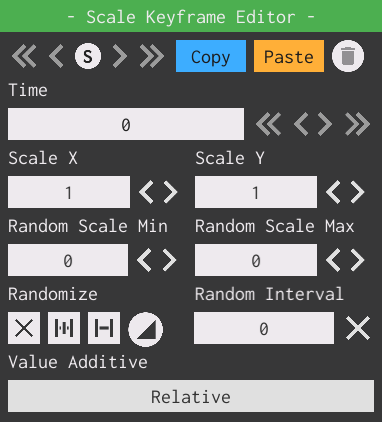 - Scale Keyframe Editor -
S Copy Paste
Time
0
Scale X Scale Y
1 1
Random Scale Min Random Scale Max
0 0
Randomize Random Interval
0
Value Additive
Relative